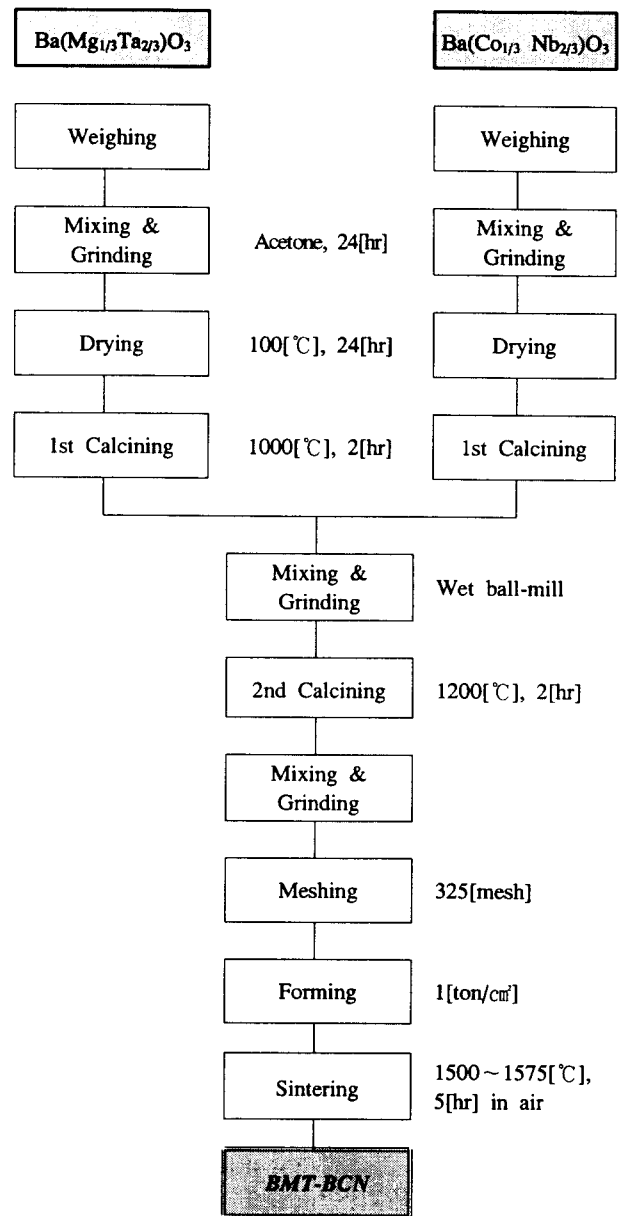 Ba(Mg1/3Ta2/3)O3
Ba(Co1/3 Nb2/3)O3
Weighing
Weighing
Mixing &
Grinding
Acetone, 24[hr]
Mixing &
Grinding
Drying
100[℃], 24[hr]
Drying
1st Calcining
1000[℃], 2[hr]
1st Calcining
Mixing &
Grinding
Wet ball-mill
2nd Calcining
1200[℃], 2[hr]
Mixing &
Grinding
Meshing
325[mesh]
Forming
1[ton/㎠]
Sintering
1500～1575[℃],
5[hr] in air
BMT-BCN